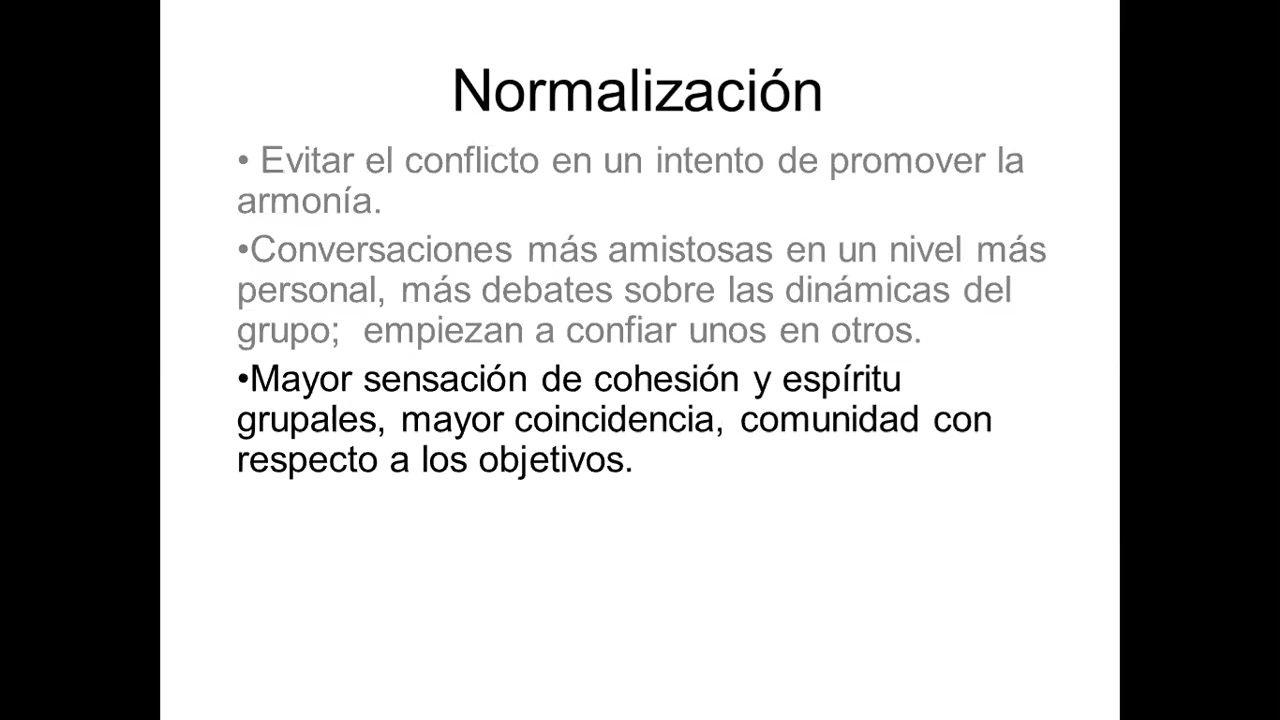 Normalización
• Evitar el conflicto en un intento de promover la
armonía.
•Conversaciones más amistosas en un nivel más
personal, más debates sobre las dinámicas del
grupo;  empiezan a confiar unos en otros.
•Mayor sensación de cohesión y espíritu
grupales, mayor coincidencia, comunidad con
respecto a los objetivos.